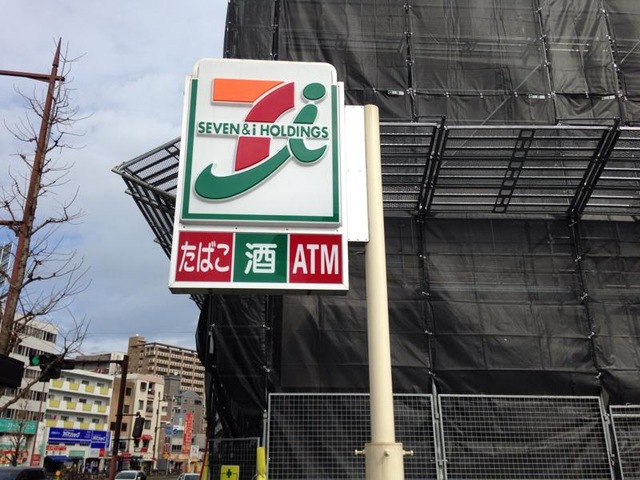 SEVEN & i HOLDINGS
たばこ 酒 ATM